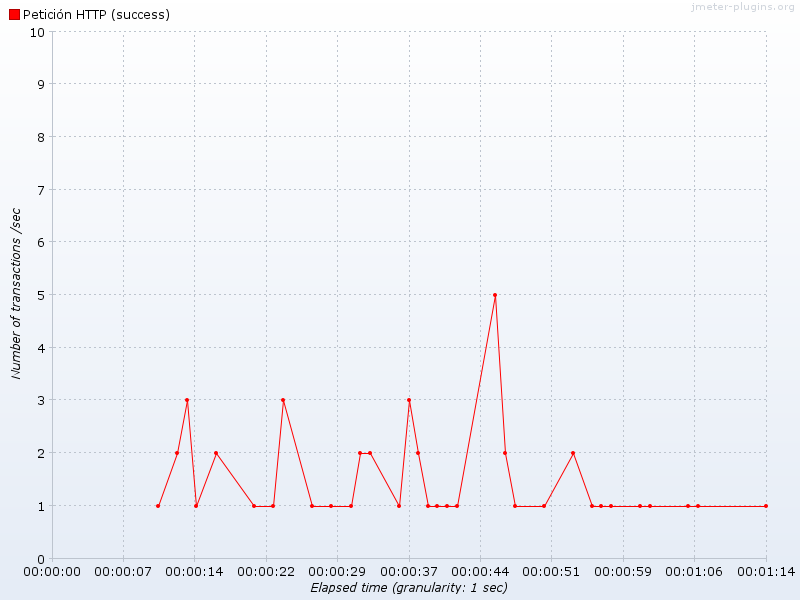 jmeter-plugins.org
Petición HTTP (success)
10
9
8
7
6
5
4
3
2
1
0
Number of transactions /sec
00:00:00 00:00:07 00:00:14 00:00:22 00:00:29 00:00:37 00:00:44 00:00:51 00:00:59 00:01:06 00:01:14
Elapsed time (granularity: 1 sec)